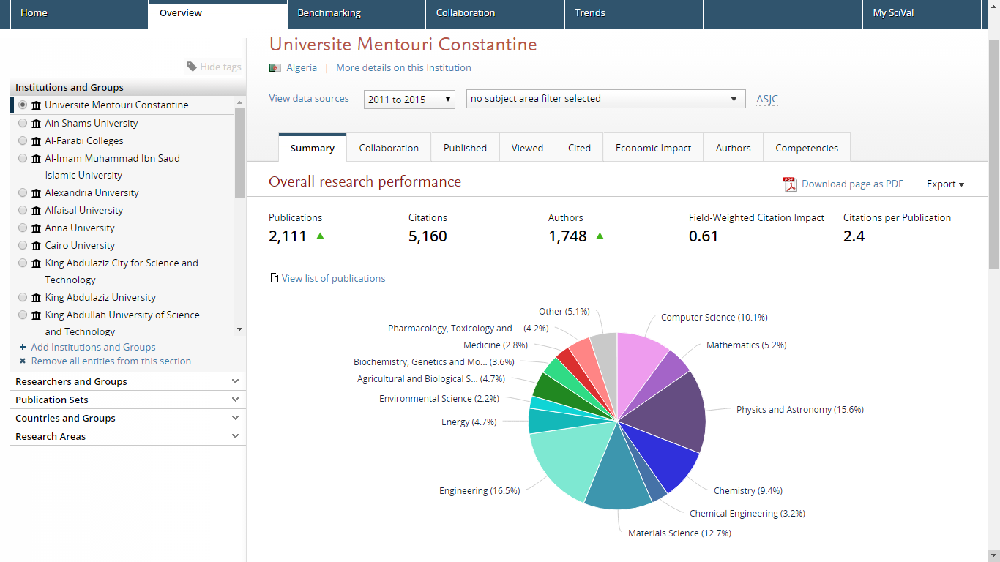 Home
Overview
Benchmarking
Collaboration
Trends
My SciVal
Hide tags
Institutions and Groups
Universite Mentouri Constantine
Ain Shams University
Al-Farabi Colleges
Al-Imam Muhammad Ibn Saud
Islamic University
Alexandria University
Alfaisal University
Anna University
Cairo University
King Abdulaziz City for Science and
Technology
King Abdulaziz University
King Abdullah University of Science
and Technology
Add Institutions and Groups
Remove all entities from this section
Researchers and Groups
Publication Sets
Countries and Groups
Research Areas
Universite Mentouri Constantine
Algeria | More details on this Institution
View data sources
2011 to 2015
no subject area filter selected
ASJC
Summary
Collaboration
Published
Viewed
Cited
Economic Impact
Authors
Competencies
Overall research performance
PDF
Download page as PDF
Export
Publications
2,111
Citations
5,160
Authors
1,748
Field-Weighted Citation Impact
0.61
Citations per Publication
2.4
View list of publications
Other (5.1%)
Computer Science (10.1%)
Pharmacology, Toxicology and ... (4.2%)
Medicine (2.8%)
Mathematics (5.2%)
Biochemistry, Genetics and Mo... (3.6%)
Agricultural and Biological S... (4.7%)
Environmental Science (2.2%)
Physics and Astronomy (15.6%)
Energy (4.7%)
Engineering (16.5%)
Chemistry (9.4%)
Chemical Engineering (3.2%)
Materials Science (12.7%)